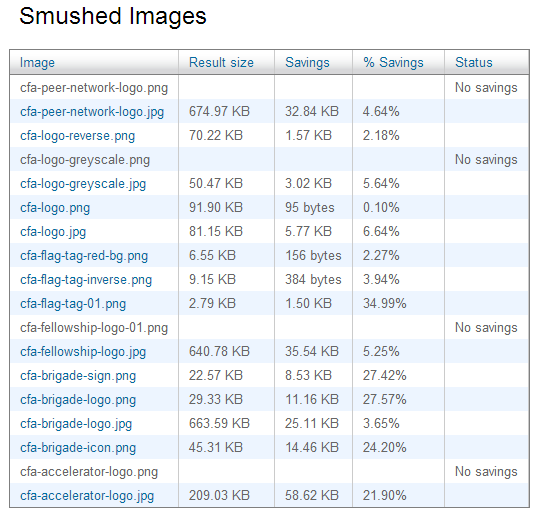 Smushed Images
Image Result size Savings % Savings Status
cfa-peer-network-logo.png No savings
cfa-peer-network-logo.jpg 674.97 KB 32.84 KB 4.64%
cfa-logo-reverse.png 70.22 KB 1.57 KB 2.18%
cfa-logo-greyscale.png No savings
cfa-logo-greyscale.jpg 50.47 KB 3.02 KB 5.64%
cfa-logo.png 91.90 KB 95 bytes 0.10%
cfa-logo.jpg 81.15 KB 5.77 KB 6.64%
cfa-flag-tag-red-bg.png 6.55 KB 156 bytes 2.27%
cfa-flag-tag-inverse.png 9.15 KB 384 bytes 3.94%
cfa-flag-tag-01.png 2.79 KB 1.50 KB 34.99%
cfa-fellowship-logo-01.png No savings
cfa-fellowship-logo.jpg 640.78 KB 35.54 KB 5.25%
cfa-brigade-sign.png 22.57 KB 8.53 KB 27.42%
cfa-brigade-logo.png 29.33 KB 11.16 KB 27.57%
cfa-brigade-logo.jpg 663.59 KB 25.11 KB 3.65%
cfa-brigade-icon.png 45.31 KB 14.46 KB 24.20%
cfa-accelerator-logo.png No savings
cfa-accelerator-logo.jpg 209.03 KB 58.62 KB 21.90%